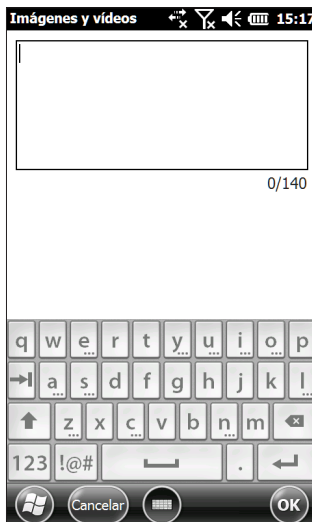 Imágenes y vídeos 15:17
0/140
q w e r t y u i o p
a s d f g h j k l
z x c v b n m
123 !@# .
Cancelar OK